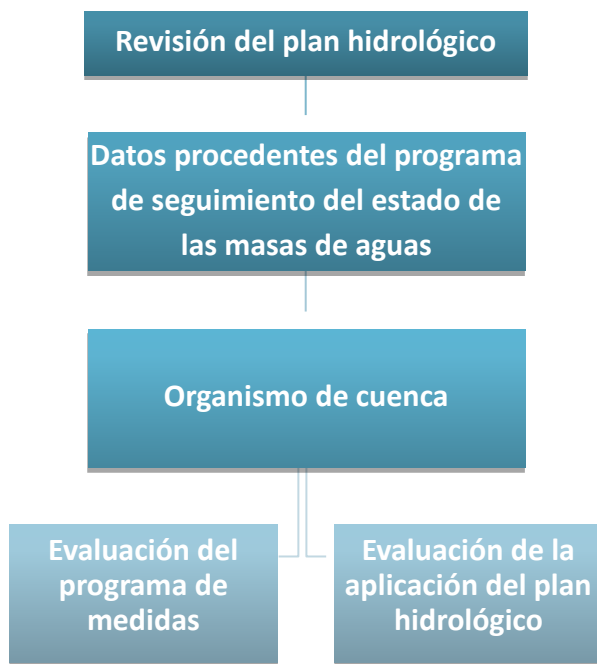 Revisión del plan hidrológico
Datos procedentes del programa
de seguimiento del estado de
las masas de aguas
Organismo de cuenca
Evaluación del
programa de
medidas
Evaluación de la
aplicación del plan
hidrológico